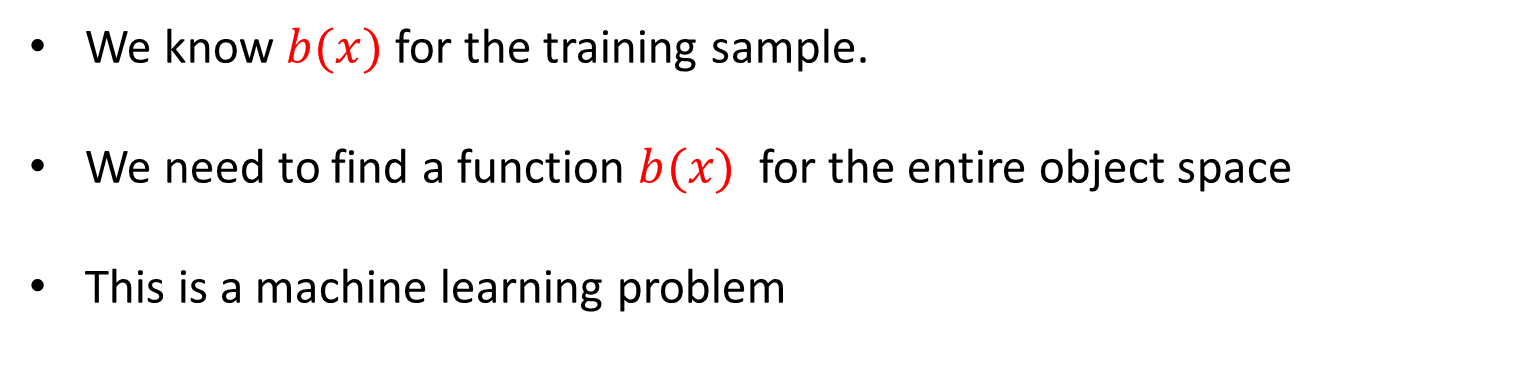 • We know b(x) for the training sample.
• We need to find a function b(x) for the entire object space
• This is a machine learning problem